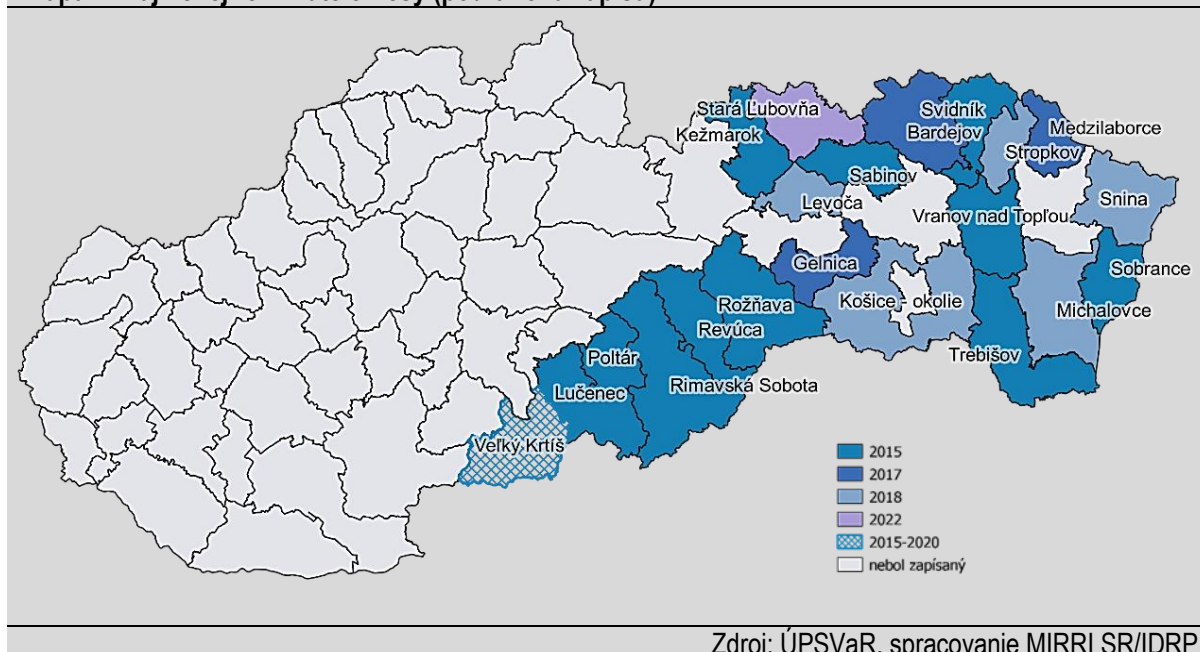 Stará Ľubovňa
Kežmarok
Svidník
Bardejov
Medzilaborce
Stropkov
Sabinov
Levoča
Snina
Vranov nad Topľou
Gelnica
Sobrance
Košice - okolie
Michalovce
Rožňava
Revúca
Trebišov
Poltár
Rimavská Sobota
Lučenec
Veľký Krtíš
2015
2017
2018
2022
2015-2020
nebol zapísaný
Zdroj: ÚPSVaR, spracovanie MIRRI SR/IDRP